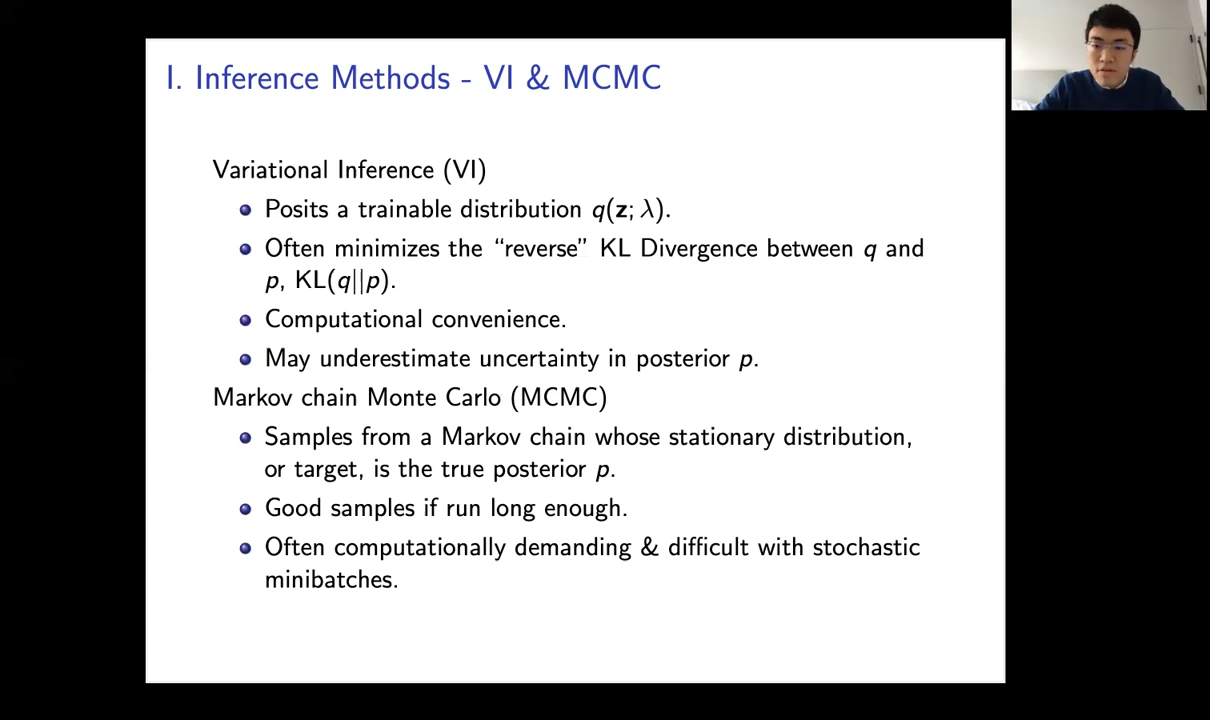 I. Inference Methods - VI & MCMC
Variational Inference (VI)
Posits a trainable distribution q(z; λ).
Often minimizes the “reverse” KL Divergence between q and
p, KL(q||p).
Computational convenience.
May underestimate uncertainty in posterior p.
Markov chain Monte Carlo (MCMC)
Samples from a Markov chain whose stationary distribution,
or target, is the true posterior p.
Good samples if run long enough.
Often computationally demanding & difficult with stochastic
minibatches.